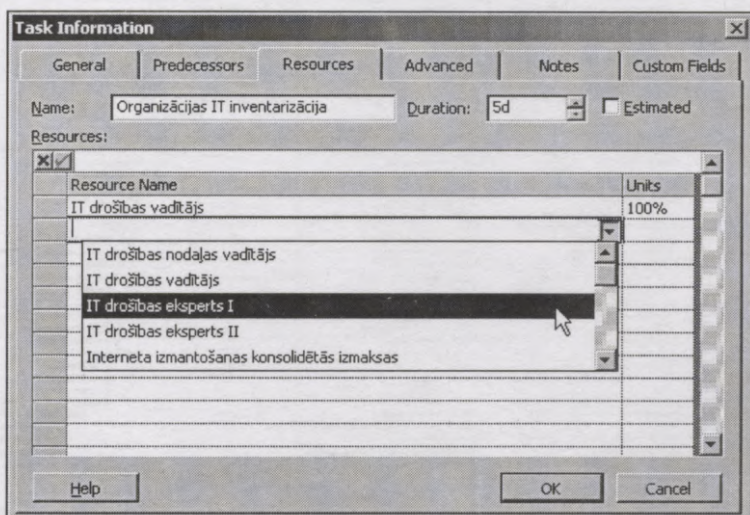 Task Information
General Predecessors Resources Advanced Notes Custom Fields
Name: Organizācijas IT inventarizācija Duration: 5d Estimated
Resources:
Resource Name Units
IT drošības vadītājs 100%
IT drošības nodaļas vadītājs
IT drošības vadītājs
IT drošības eksperts I
IT drošības eksperts II
Interneta izmantošanas konsolidētās izmaksas
Help OK Cancel